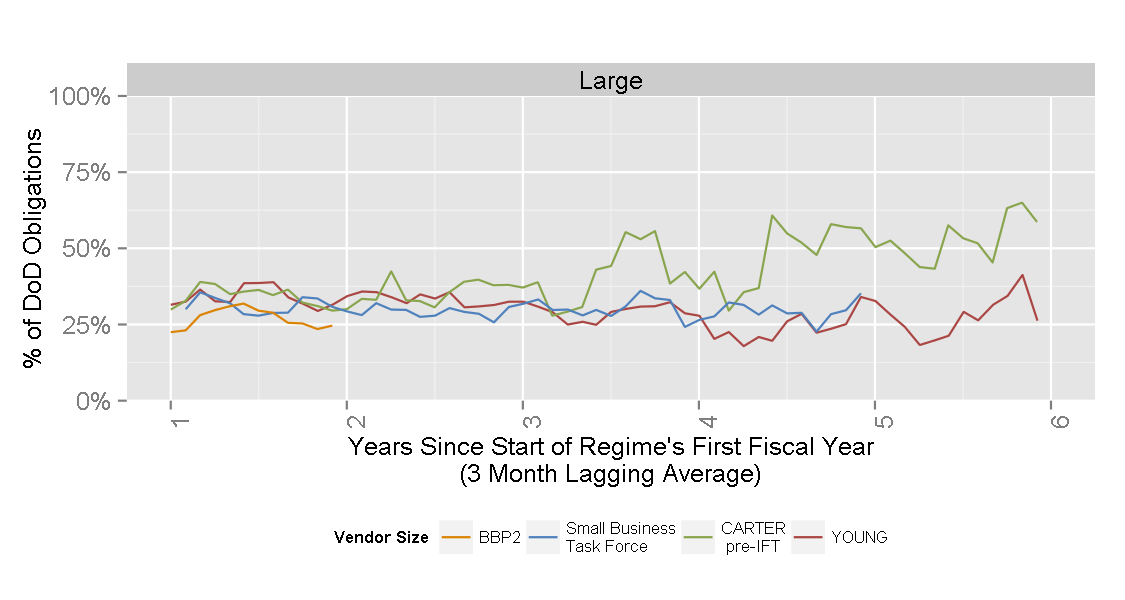 Large
100%
75%
50%
25%
0%
% of DoD Obligations
1 2 3 4 5 6
Years Since Start of Regime's First Fiscal Year
(3 Month Lagging Average)
Vendor Size BBP2 Small Business Task Force CARTER pre-IFT YOUNG